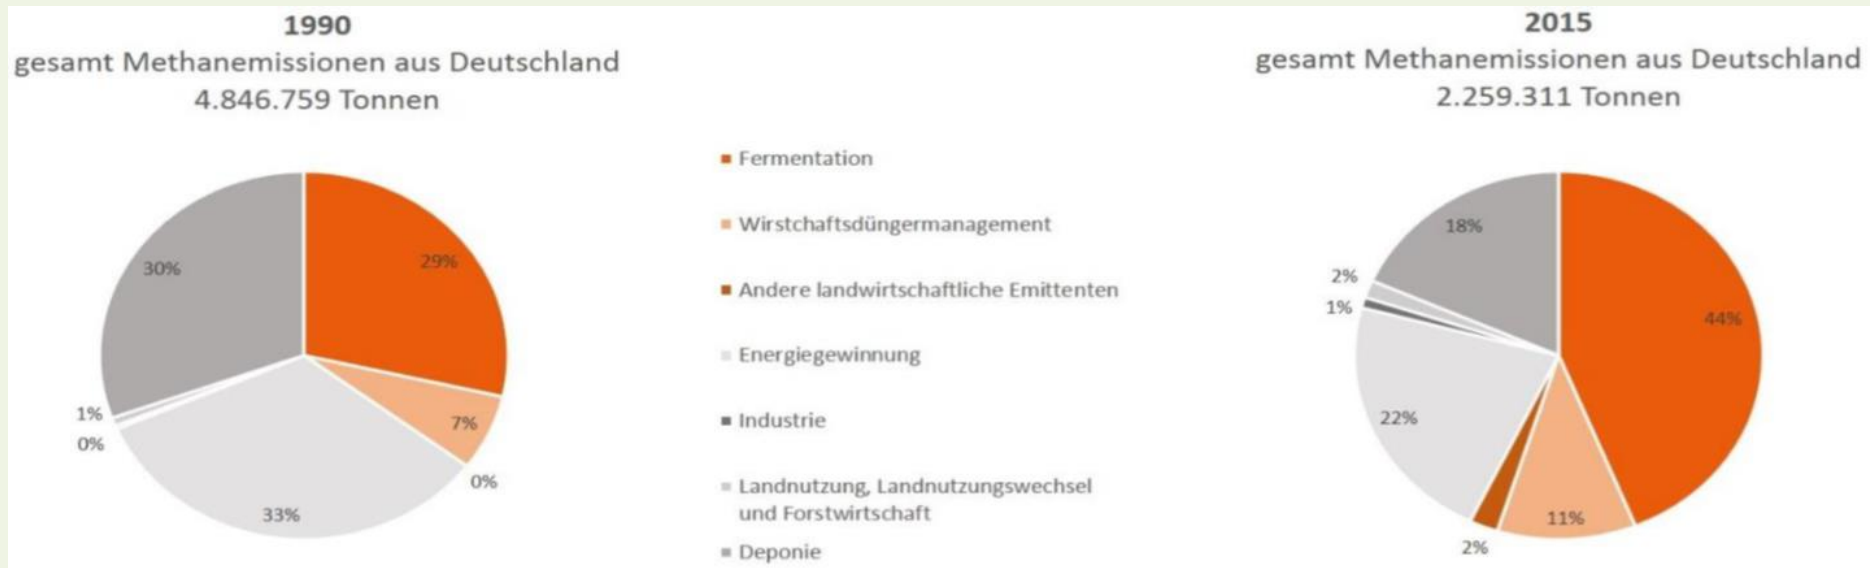 1990
gesamt Methanemissionen aus Deutschland
4.846.759 Tonnen
30%
29%
1%
0%
7%
0%
33%
Fermentation
Wirstchaftsdüngermanagement
Andere landwirtschaftliche Emittenten
Energiegewinnung
Industrie
Landnutzung, Landnutzungswechsel
und Forstwirtschaft
Deponie
2015
gesamt Methanemissionen aus Deutschland
2.259.311 Tonnen
18%
2%
1%
44%
22%
11%
2%